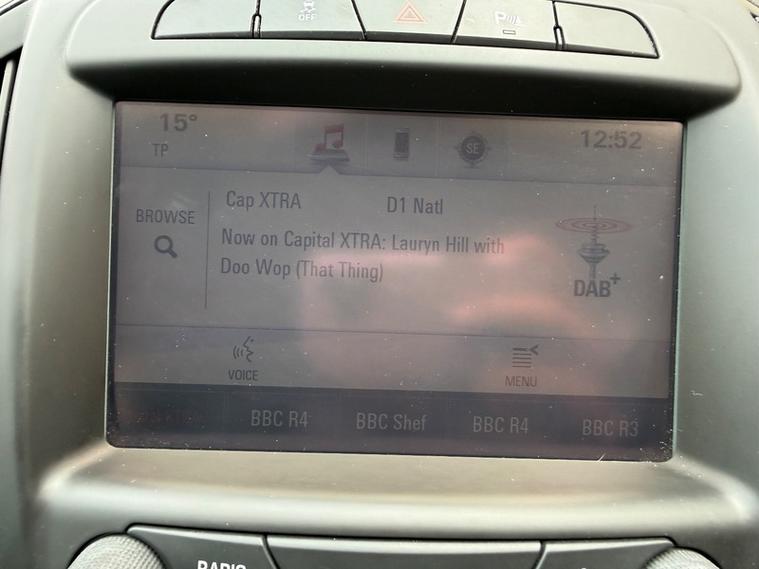 OFF
P
15°
TP
SE
12:52
BROWSE
Cap XTRA
D1 Natl
Now on Capital XTRA: Lauryn Hill with
Doo Wop (That Thing)
DAB+
VOICE
MENU
BBC R4
BBC Shef
BBC R4
BBC R3
RADIO